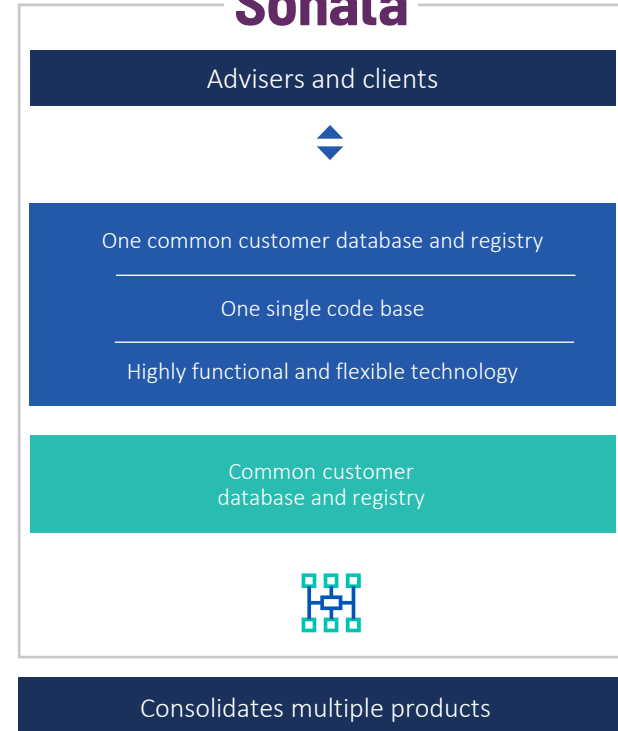 Sonata
Advisers and clients
One common customer database and registry
One single code base
Highly functional and flexible technology
Common customer
database and registry
Consolidates multiple products